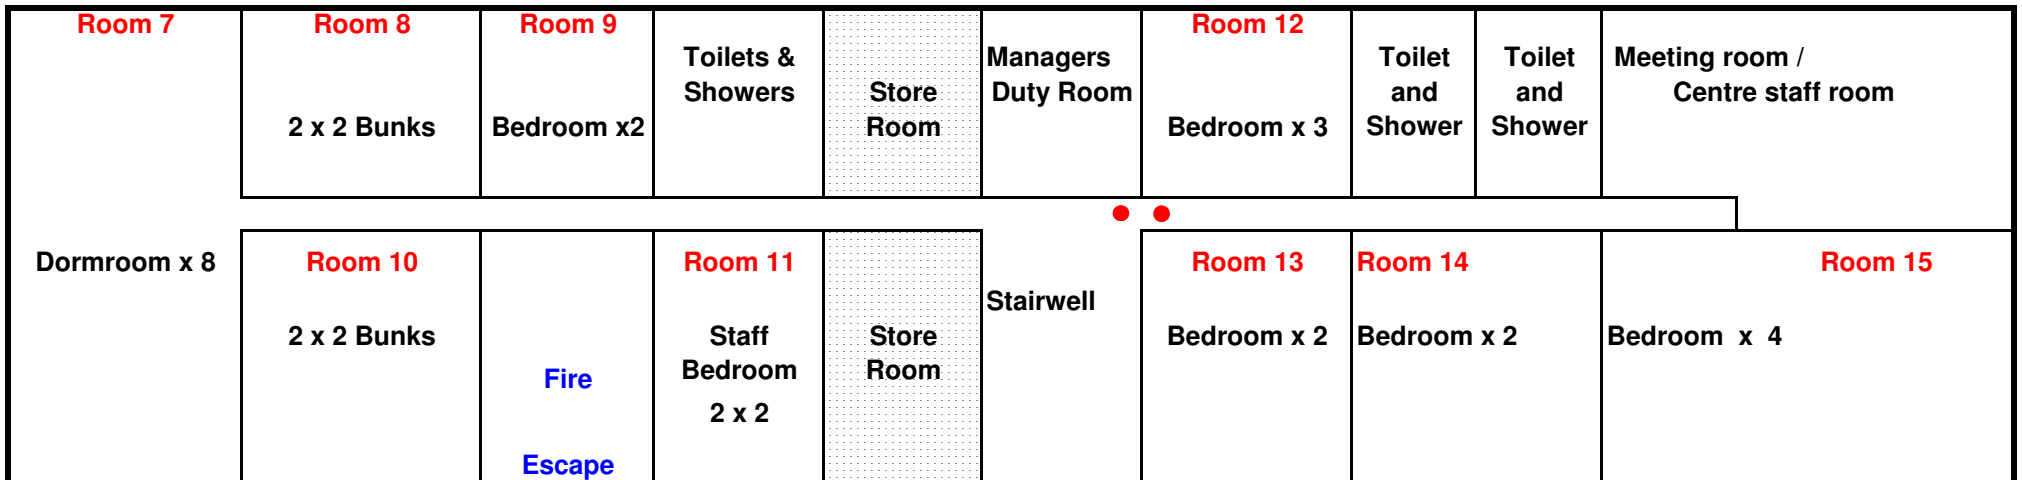 Room 7
Room 8
2 x 2 Bunks
Room 9
Bedroom x2
Toilets &
Showers
Store
Room
Managers
Duty Room
Room 12
Bedroom x 3
Toilet
and
Shower
Toilet
and
Shower
Meeting room /
Centre staff room
Dormroom x 8
Room 10
2 x 2 Bunks
Fire
Escape
Room 11
Staff
Bedroom
2 x 2
Store
Room
Stairwell
Room 13
Bedroom x 2
Room 14
Bedroom x 2
Room 15
Bedroom x 4